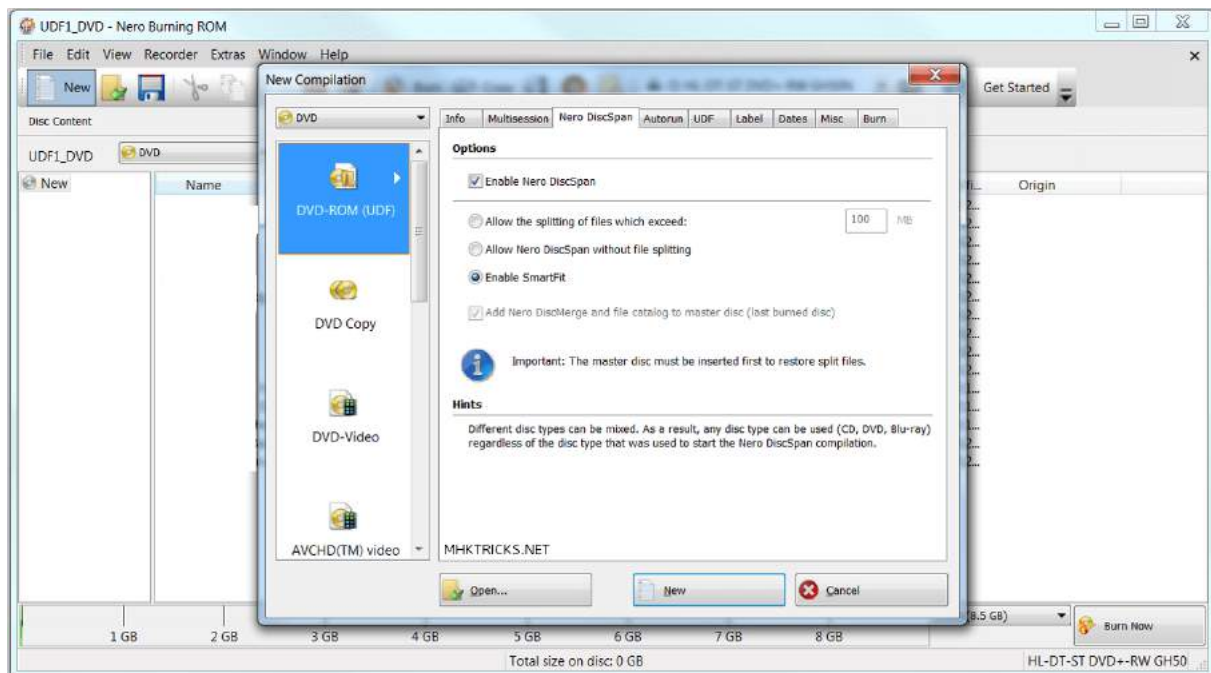 UDF1_DVD - Nero Burning ROM
File Edit View Recorder Extras Window Help
New
Get Started
Disc Content
UDF1_DVD DVD
New
Name
Origin
New Compilation
DVD
DVD-ROM (UDF)
DVD Copy
DVD-Video
AVCHD(TM) video
Info Multisession Nero DiscSpan Autorun UDF Label Dates Misc Burn
Options
Enable Nero DiscSpan
Allow the splitting of files which exceed: 100 MB
Allow Nero DiscSpan without file splitting
Enable SmartFit
Add Nero DiscMerge and file catalog to master disc (last burned disc)
Important: The master disc must be inserted first to restore split files.
Hints
Different disc types can be mixed. As a result, any disc type can be used (CD, DVD, Blu-ray)
regardless of the disc type that was used to start the Nero DiscSpan compilation.
MHKTRICKS.NET
Open... New Cancel
1 GB 2 GB 3 GB 4 GB 5 GB 6 GB 7 GB 8 GB
(8.5 GB)
Burn Now
Total size on disc: 0 GB
HL-DT-ST DVD+-RW GH50